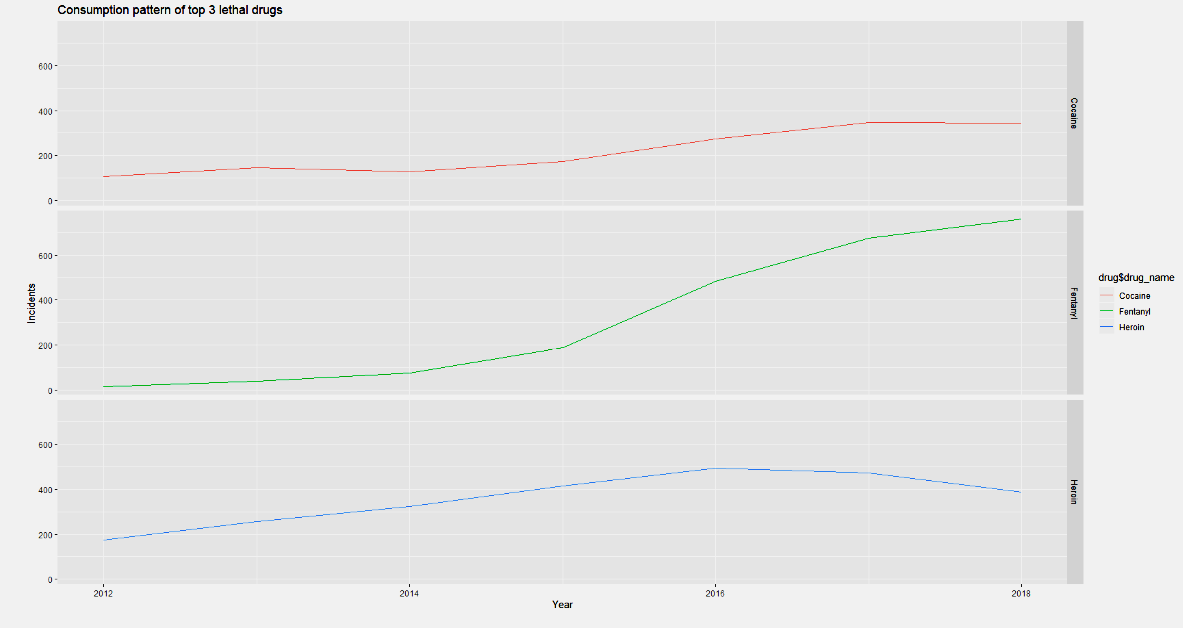 Consumption pattern of top 3 lethal drugs
600
400
200
0
Cocaine
600
400
200
0
Fentanyl
Incidents
600
400
200
0
Heroin
2012
2014
2016
2018
Year
drug$drug_name
Cocaine
Fentanyl
Heroin